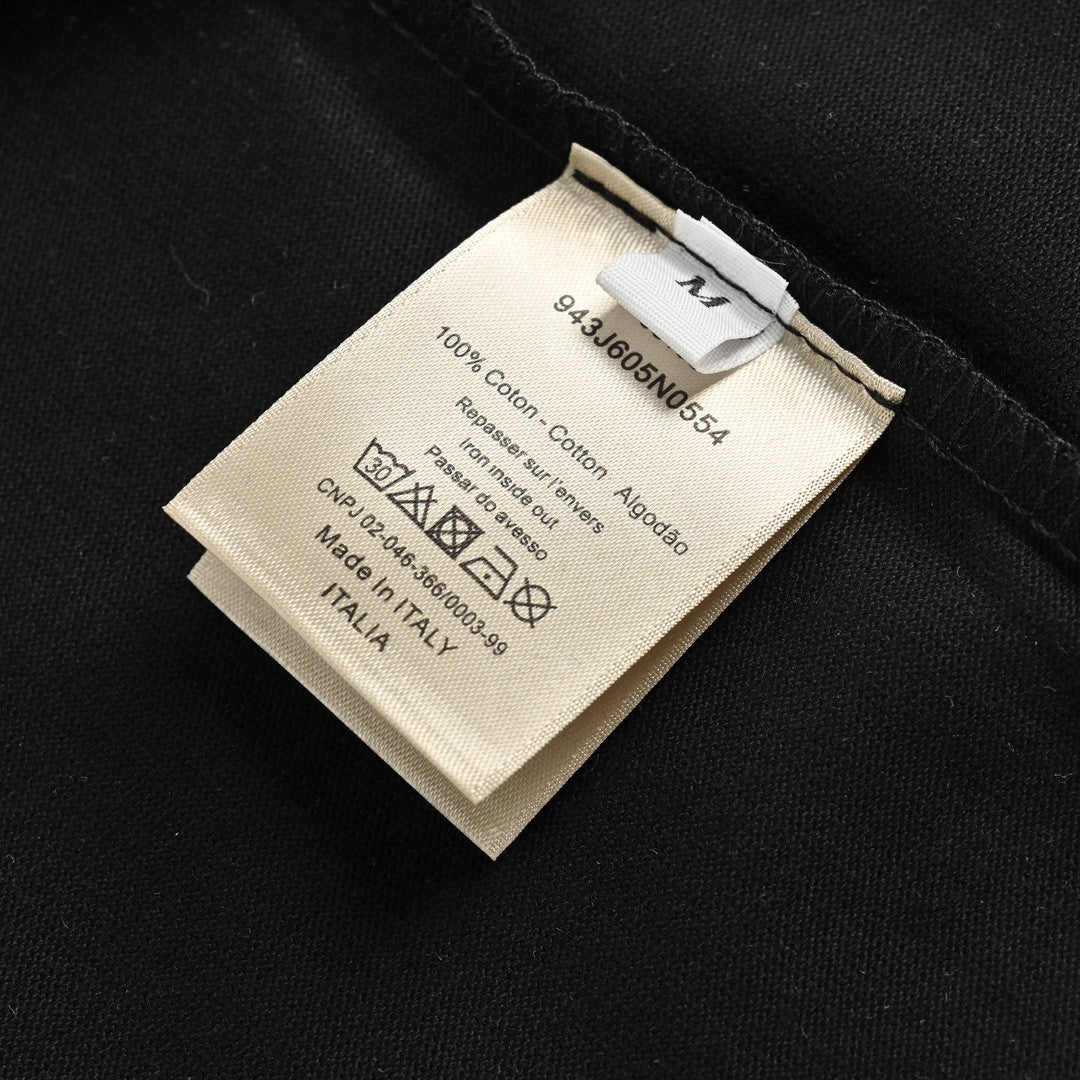 M
943J605N0554
100% Coton - Cotton Algodão
Repasser sur l'envers
Iron inside out
Passar do avesso
30
CNPJ 02-046-366/0003-99
Made In ITALY
ITALIA